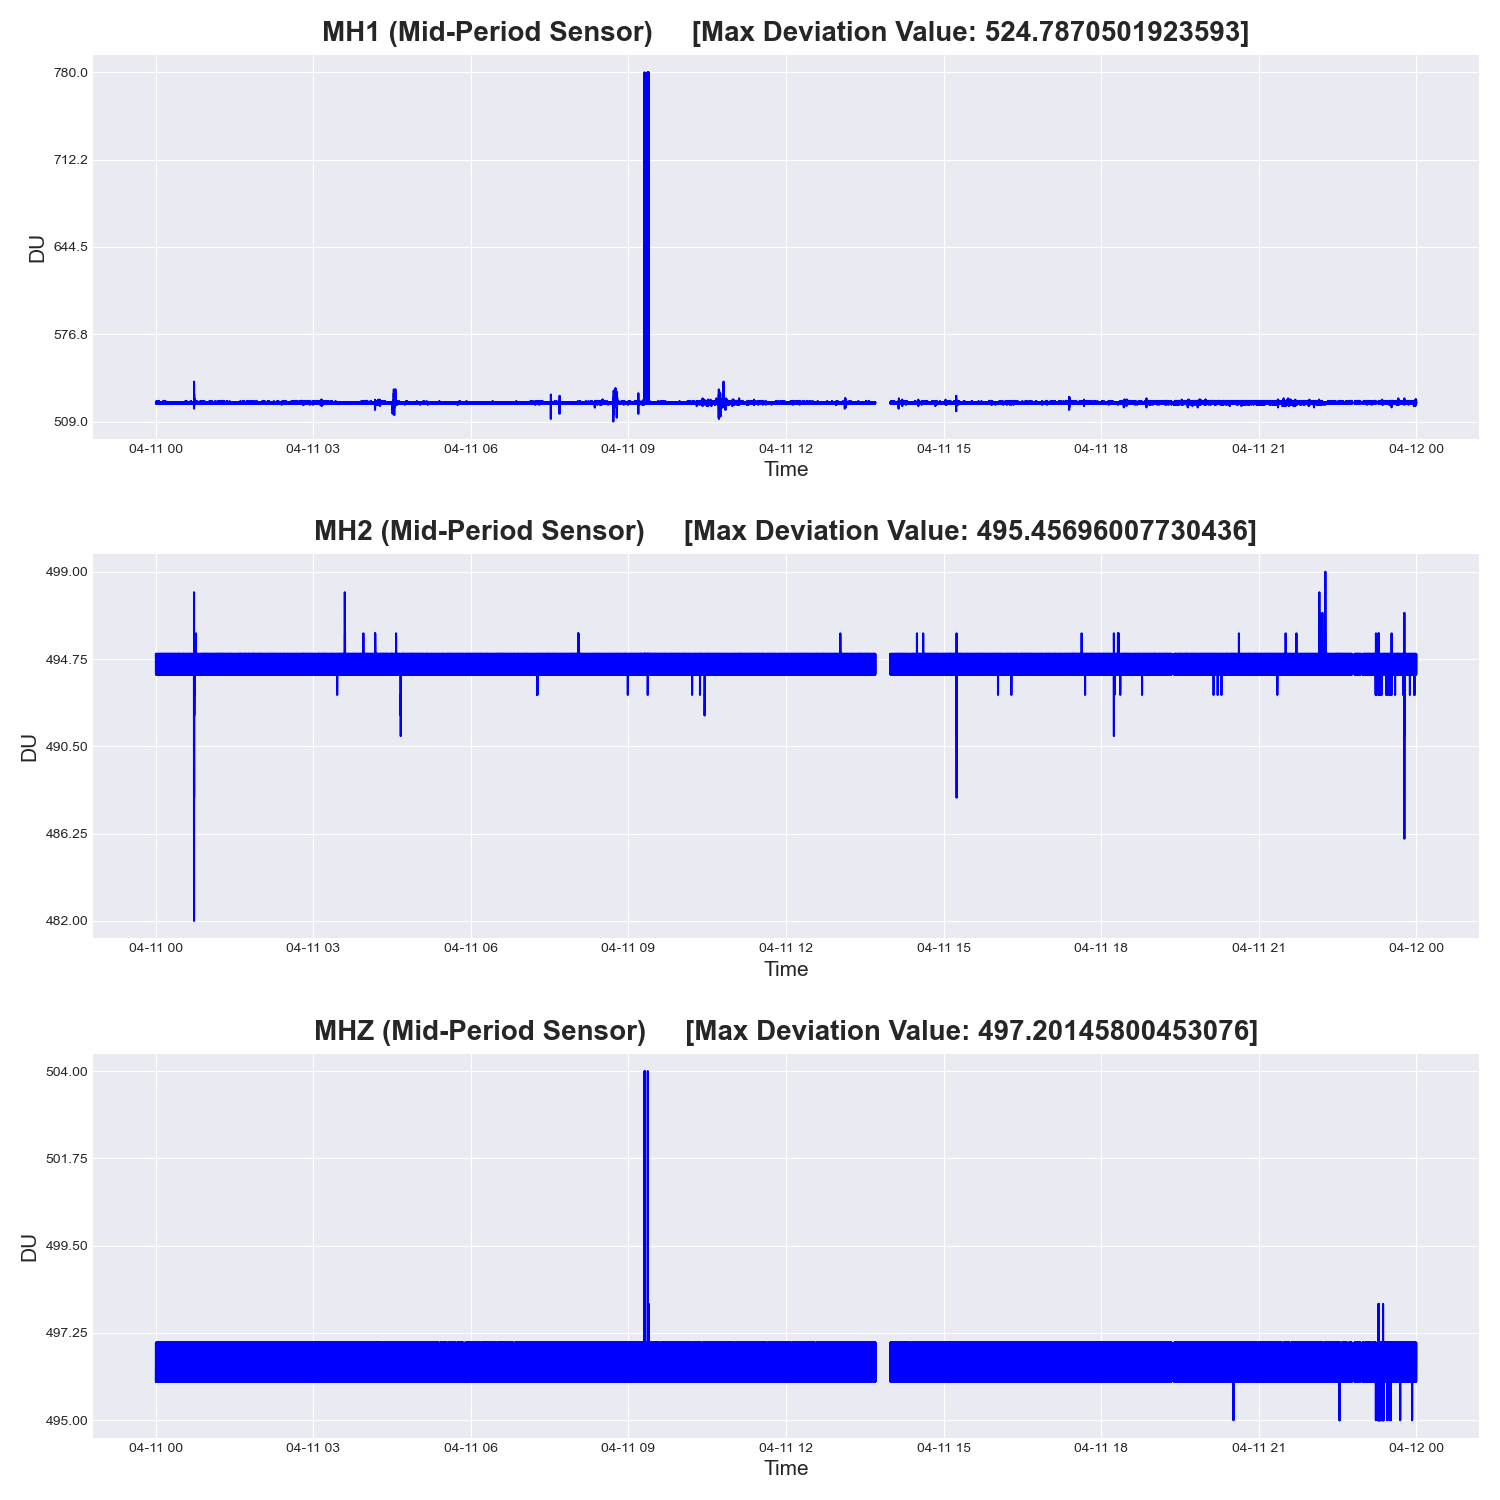 MH1 (Mid-Period Sensor) [Max Deviation Value: 524.7870501923593]
780.0
712.2
644.5
576.8
509.0
DU
04-11 00 04-11 03 04-11 06 04-11 09 04-11 12 04-11 15 04-11 18 04-11 21 04-12 00
Time
MH2 (Mid-Period Sensor) [Max Deviation Value: 495.45696007730436]
499.00
494.75
490.50
486.25
482.00
DU
04-11 00 04-11 03 04-11 06 04-11 09 04-11 12 04-11 15 04-11 18 04-11 21 04-12 00
Time
MHZ (Mid-Period Sensor) [Max Deviation Value: 497.20145800453076]
504.00
501.75
499.50
497.25
495.00
DU
04-11 00 04-11 03 04-11 06 04-11 09 04-11 12 04-11 15 04-11 18 04-11 21 04-12 00
Time